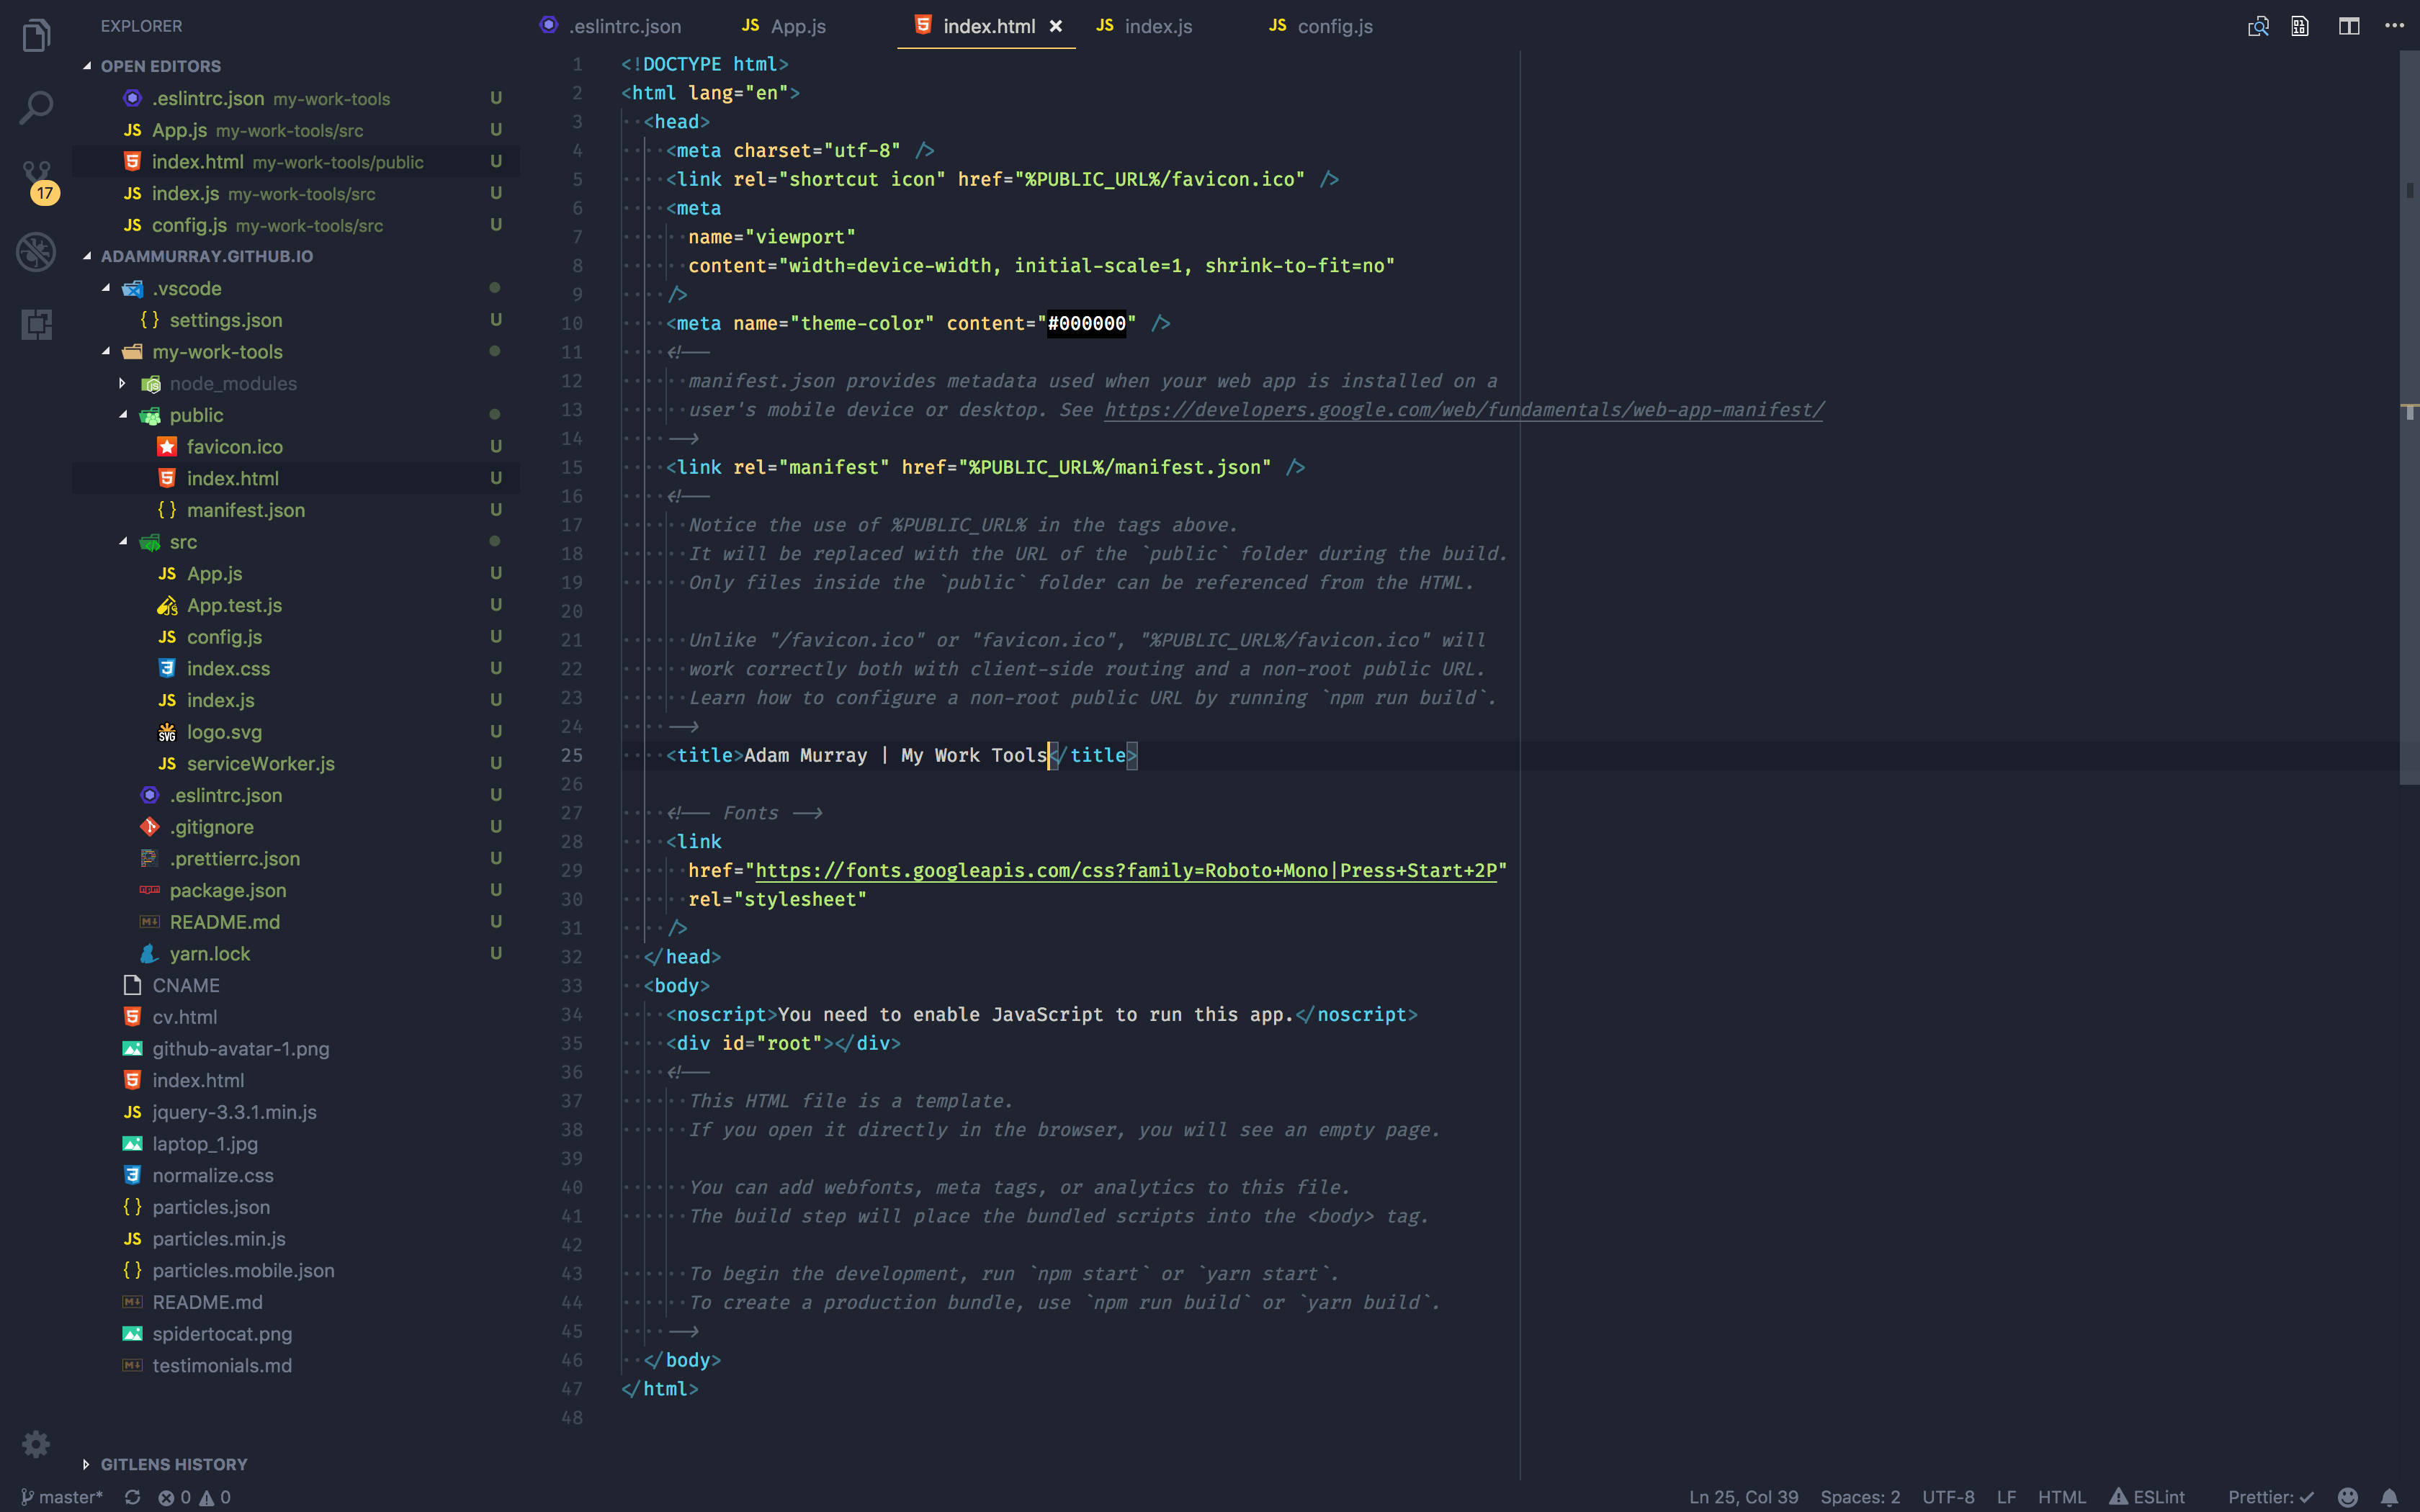 EXPLORER
OPEN EDITORS
.eslintrc.json my-work-tools U
JS App.js my-work-tools/src U
index.html my-work-tools/public U
JS index.js my-work-tools/src U
JS config.js my-work-tools/src U
17
ADAMMURRAY.GITHUB.IO
.vscode
{} settings.json U
my-work-tools
node_modules
public
favicon.ico U
index.html U
{} manifest.json U
src
JS App.js U
App.test.js U
JS config.js U
index.css U
JS index.js U
logo.svg U
JS serviceWorker.js U
.eslintrc.json U
.gitignore U
.prettierrc.json U
package.json U
README.md U
yarn.lock U
CNAME
cv.html
github-avatar-1.png
index.html
JS jquery-3.3.1.min.js
laptop_1.jpg
normalize.css
{} particles.json
JS particles.min.js
{} particles.mobile.json
README.md
spidertocat.png
testimonials.md
GITLENS HISTORY
.eslintrc.json JS App.js index.html × JS index.js JS config.js
1 <!DOCTYPE html>
2 <html lang="en">
3 <head>
4 <meta charset="utf-8" />
5 <link rel="shortcut icon" href="%PUBLIC_URL%/favicon.ico" />
6 <meta
7 name="viewport"
8 content="width=device-width, initial-scale=1, shrink-to-fit=no"
9 />
10 <meta name="theme-color" content="#000000" />
11 <!--
12 manifest.json provides metadata used when your web app is installed on a
13 user's mobile device or desktop. See https://developers.google.com/web/fundamentals/web-app-manifest/
14 -->
15 <link rel="manifest" href="%PUBLIC_URL%/manifest.json" />
16 <!--
17 Notice the use of %PUBLIC_URL% in the tags above.
18 It will be replaced with the URL of the `public` folder during the build.
19 Only files inside the `public` folder can be referenced from the HTML.
20
21 Unlike "/favicon.ico" or "favicon.ico", "%PUBLIC_URL%/favicon.ico" will
22 work correctly both with client-side routing and a non-root public URL.
23 Learn how to configure a non-root public URL by running `npm run build`.
24 -->
25 <title>Adam Murray | My Work Tools</title>
26
27 <!-- Fonts -->
28 <link
29 href="https://fonts.googleapis.com/css?family=Roboto+Mono|Press+Start+2P"
30 rel="stylesheet"
31 />
32 </head>
33 <body>
34 <noscript>You need to enable JavaScript to run this app.</noscript>
35 <div id="root"></div>
36 <!--
37 This HTML file is a template.
38 If you open it directly in the browser, you will see an empty page.
39
40 You can add webfonts, meta tags, or analytics to this file.
41 The build step will place the bundled scripts into the <body> tag.
42
43 To begin the development, run `npm start` or `yarn start`.
44 To create a production bundle, use `npm run build` or `yarn build`.
45 -->
46 </body>
47 </html>
48
master* 0 0 Ln 25, Col 39 Spaces: 2 UTF-8 LF HTML ESLint Prettier: ✓